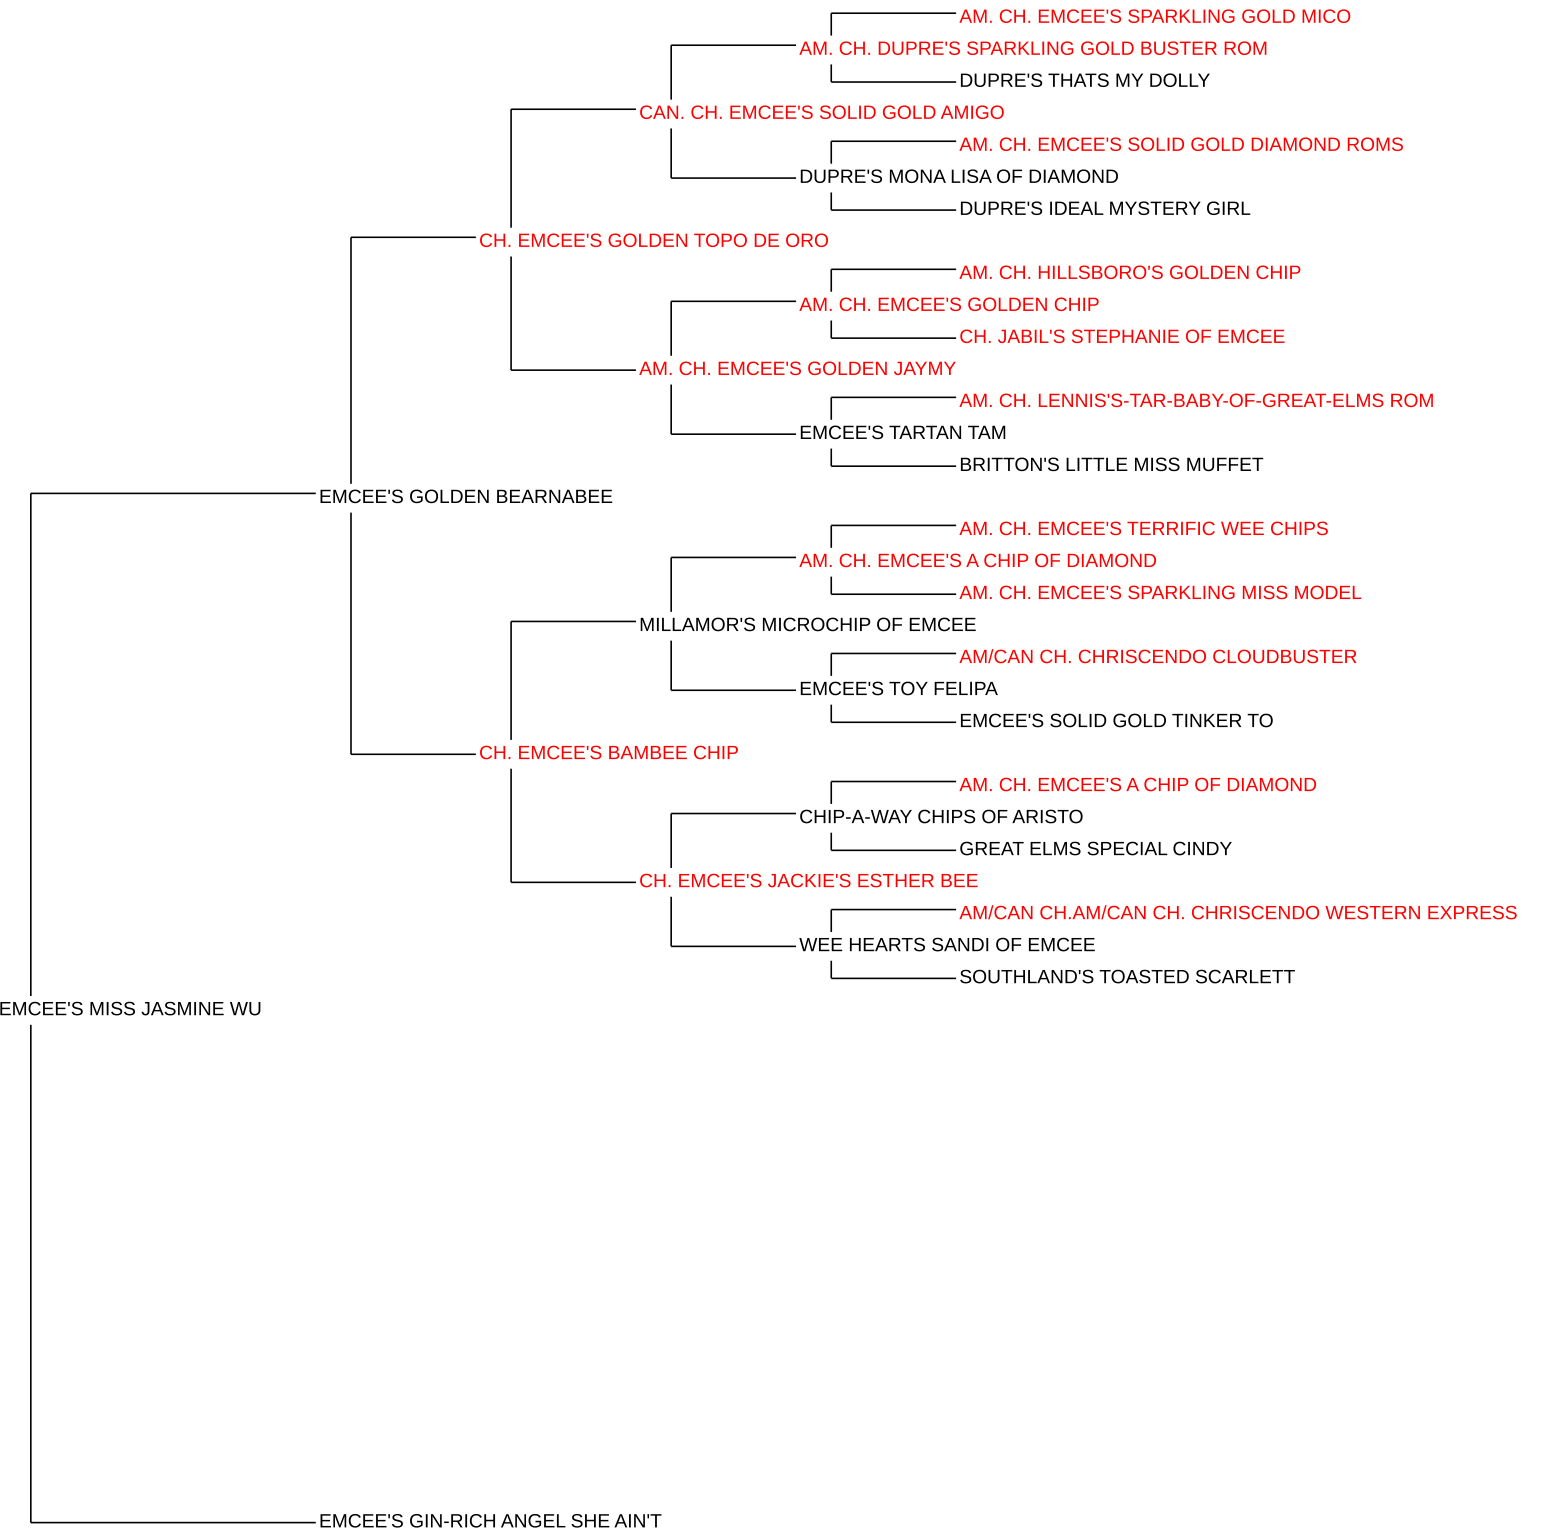 AM. CH. EMCEE'S SPARKLING GOLD MICO
AM. CH. DUPRE'S SPARKLING GOLD BUSTER ROM
DUPRE'S THATS MY DOLLY
CAN. CH. EMCEE'S SOLID GOLD AMIGO
AM. CH. EMCEE'S SOLID GOLD DIAMOND ROMS
DUPRE'S MONA LISA OF DIAMOND
DUPRE'S IDEAL MYSTERY GIRL
CH. EMCEE'S GOLDEN TOPO DE ORO
AM. CH. HILLSBORO'S GOLDEN CHIP
AM. CH. EMCEE'S GOLDEN CHIP
CH. JABIL'S STEPHANIE OF EMCEE
AM. CH. EMCEE'S GOLDEN JAYMY
AM. CH. LENNIS'S-TAR-BABY-OF-GREAT-ELMS ROM
EMCEE'S TARTAN TAM
BRITTON'S LITTLE MISS MUFFET
EMCEE'S GOLDEN BEARNABEE
AM. CH. EMCEE'S TERRIFIC WEE CHIPS
AM. CH. EMCEE'S A CHIP OF DIAMOND
AM. CH. EMCEE'S SPARKLING MISS MODEL
MILLAMOR'S MICROCHIP OF EMCEE
AM/CAN CH. CHRISCENDO CLOUDBUSTER
EMCEE'S TOY FELIPA
EMCEE'S SOLID GOLD TINKER TO
CH. EMCEE'S BAMBEE CHIP
AM. CH. EMCEE'S A CHIP OF DIAMOND
CHIP-A-WAY CHIPS OF ARISTO
GREAT ELMS SPECIAL CINDY
CH. EMCEE'S JACKIE'S ESTHER BEE
AM/CAN CH.AM/CAN CH. CHRISCENDO WESTERN EXPRESS
WEE HEARTS SANDI OF EMCEE
SOUTHLAND'S TOASTED SCARLETT
EMCEE'S MISS JASMINE WU
EMCEE'S GIN-RICH ANGEL SHE AIN'T